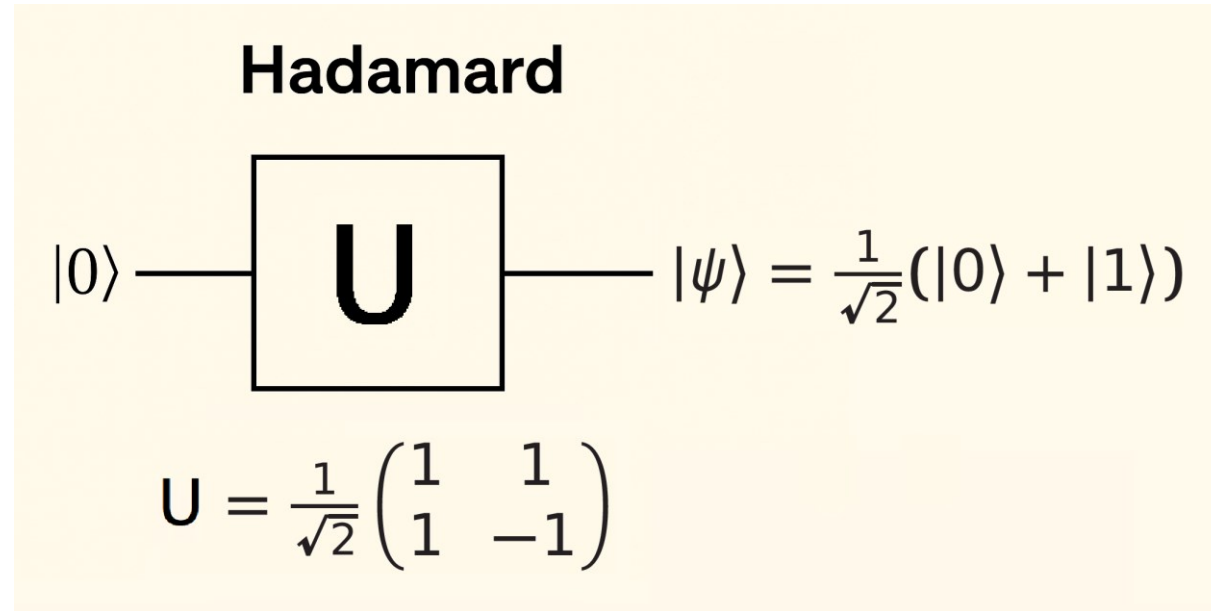 Hadamard
|0⟩ U |ψ⟩ = 1/√2 (|0⟩ + |1⟩)
U = 1/√2 (1 1
1 −1)